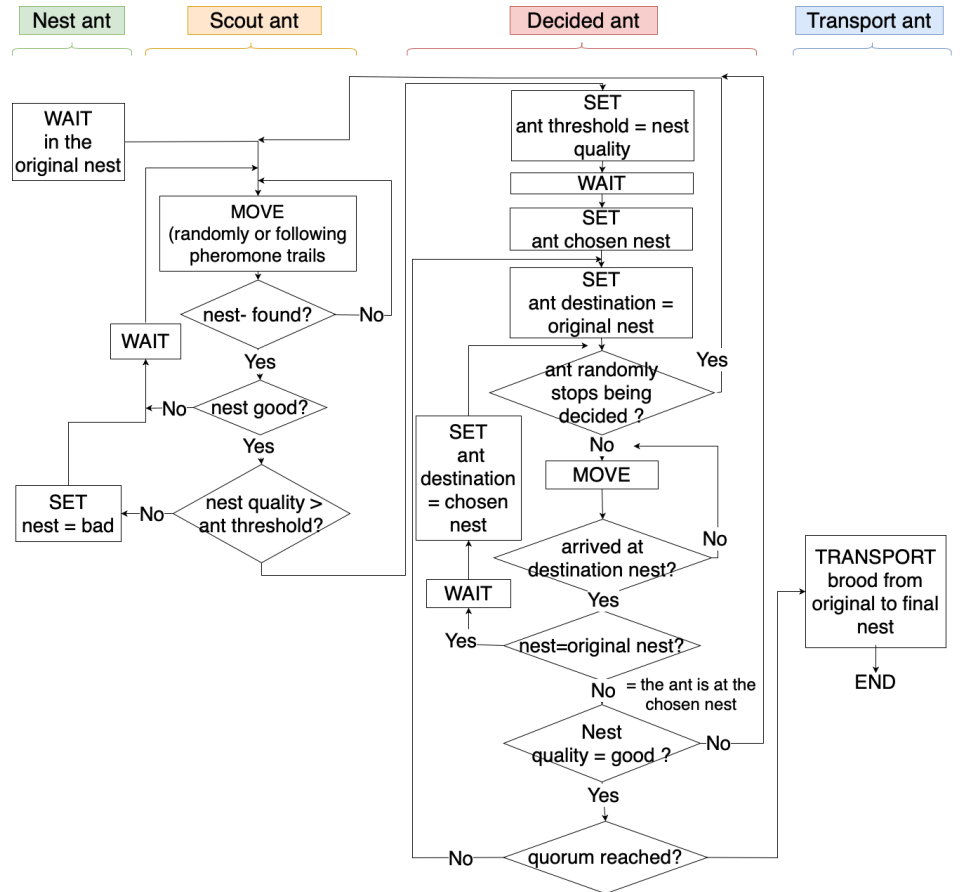 Nest ant
Scout ant
Decided ant
Transport ant
WAIT
in the
original nest
MOVE
(randomly or following
pheromone trails
nest- found?
No
Yes
WAIT
nest good?
No
Yes
nest quality >
ant threshold?
No
SET
nest = bad
SET
ant threshold = nest
quality
WAIT
SET
ant chosen nest
SET
ant destination =
original nest
ant randomly
stops being
decided ?
Yes
No
SET
ant
destination
= chosen
nest
MOVE
No
arrived at
destination nest?
WAIT
Yes
Yes
nest=original nest?
No
= the ant is at the
chosen nest
Nest
quality = good ?
No
Yes
quorum reached?
No
TRANSPORT
brood from
original to final
nest
END